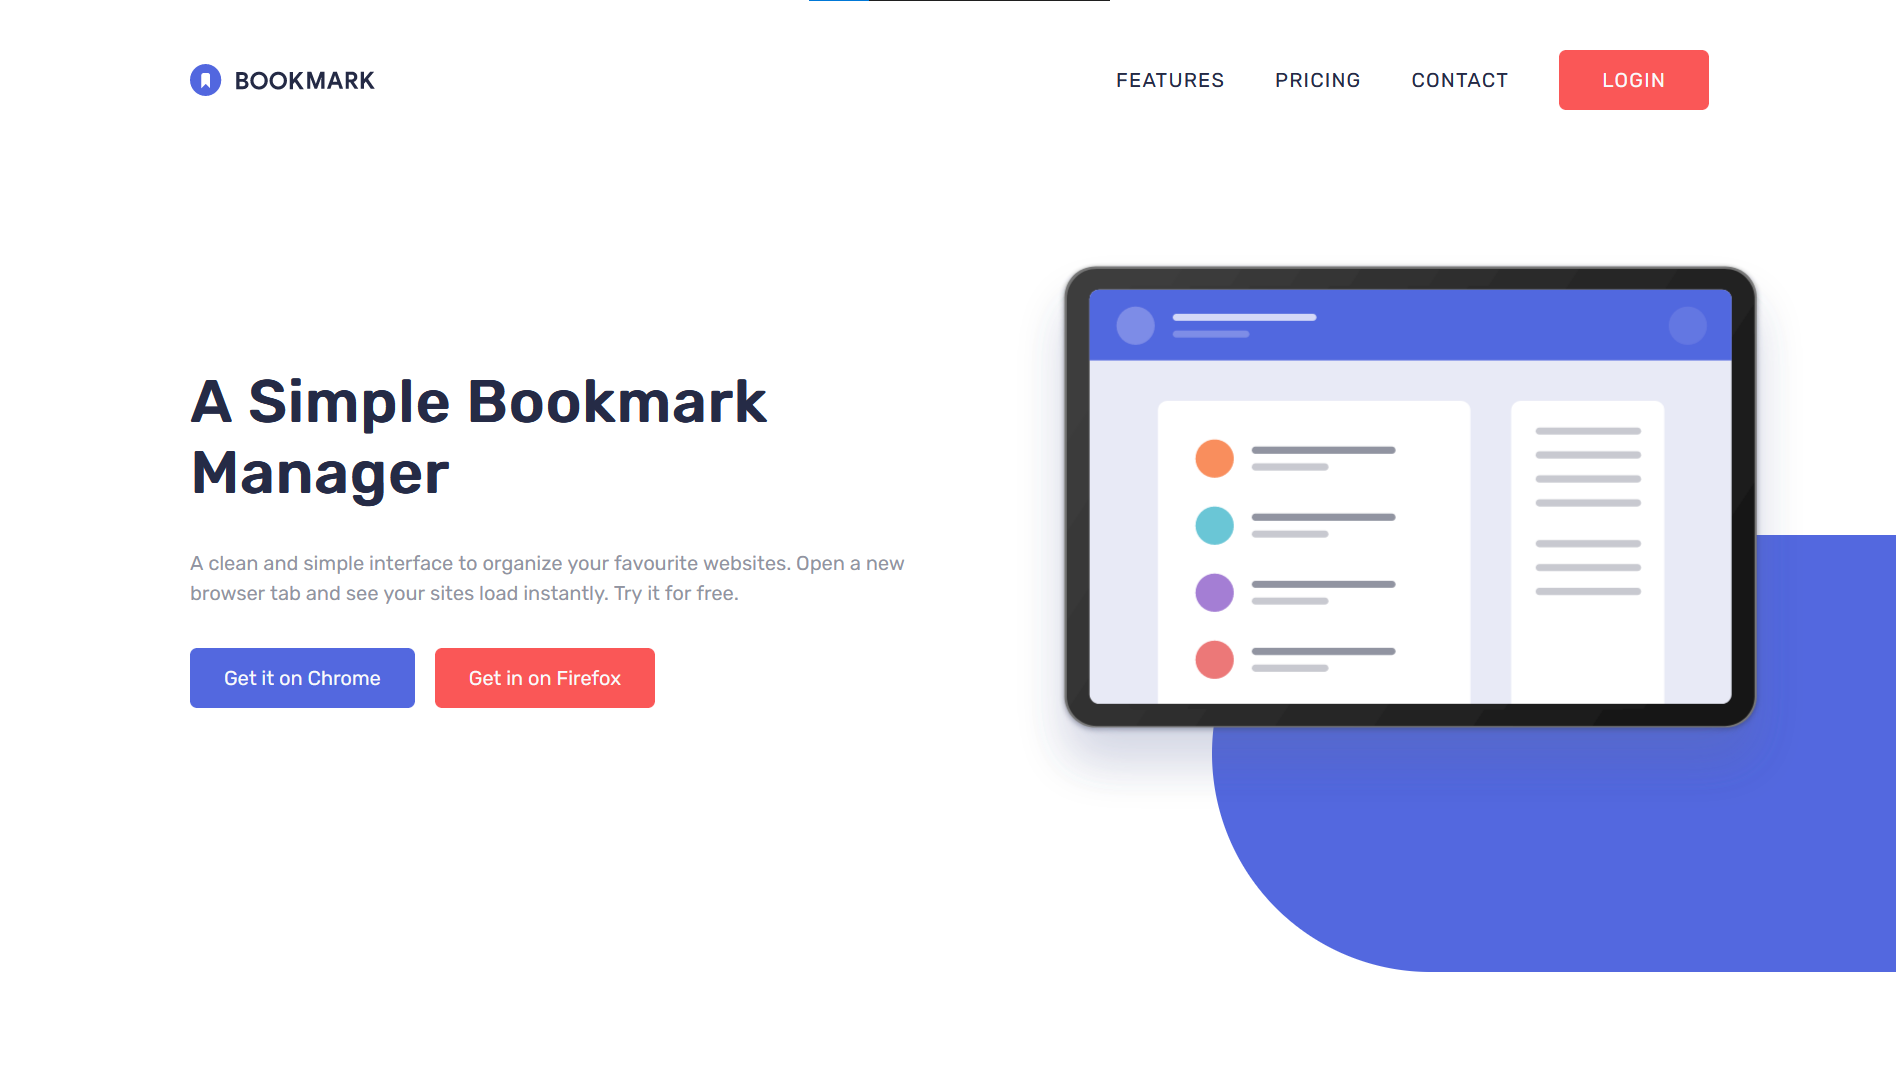 BOOKMARK
FEATURES
PRICING
CONTACT
LOGIN
A Simple Bookmark
Manager
A clean and simple interface to organize your favourite websites. Open a new
browser tab and see your sites load instantly. Try it for free.
Get it on Chrome
Get in on Firefox